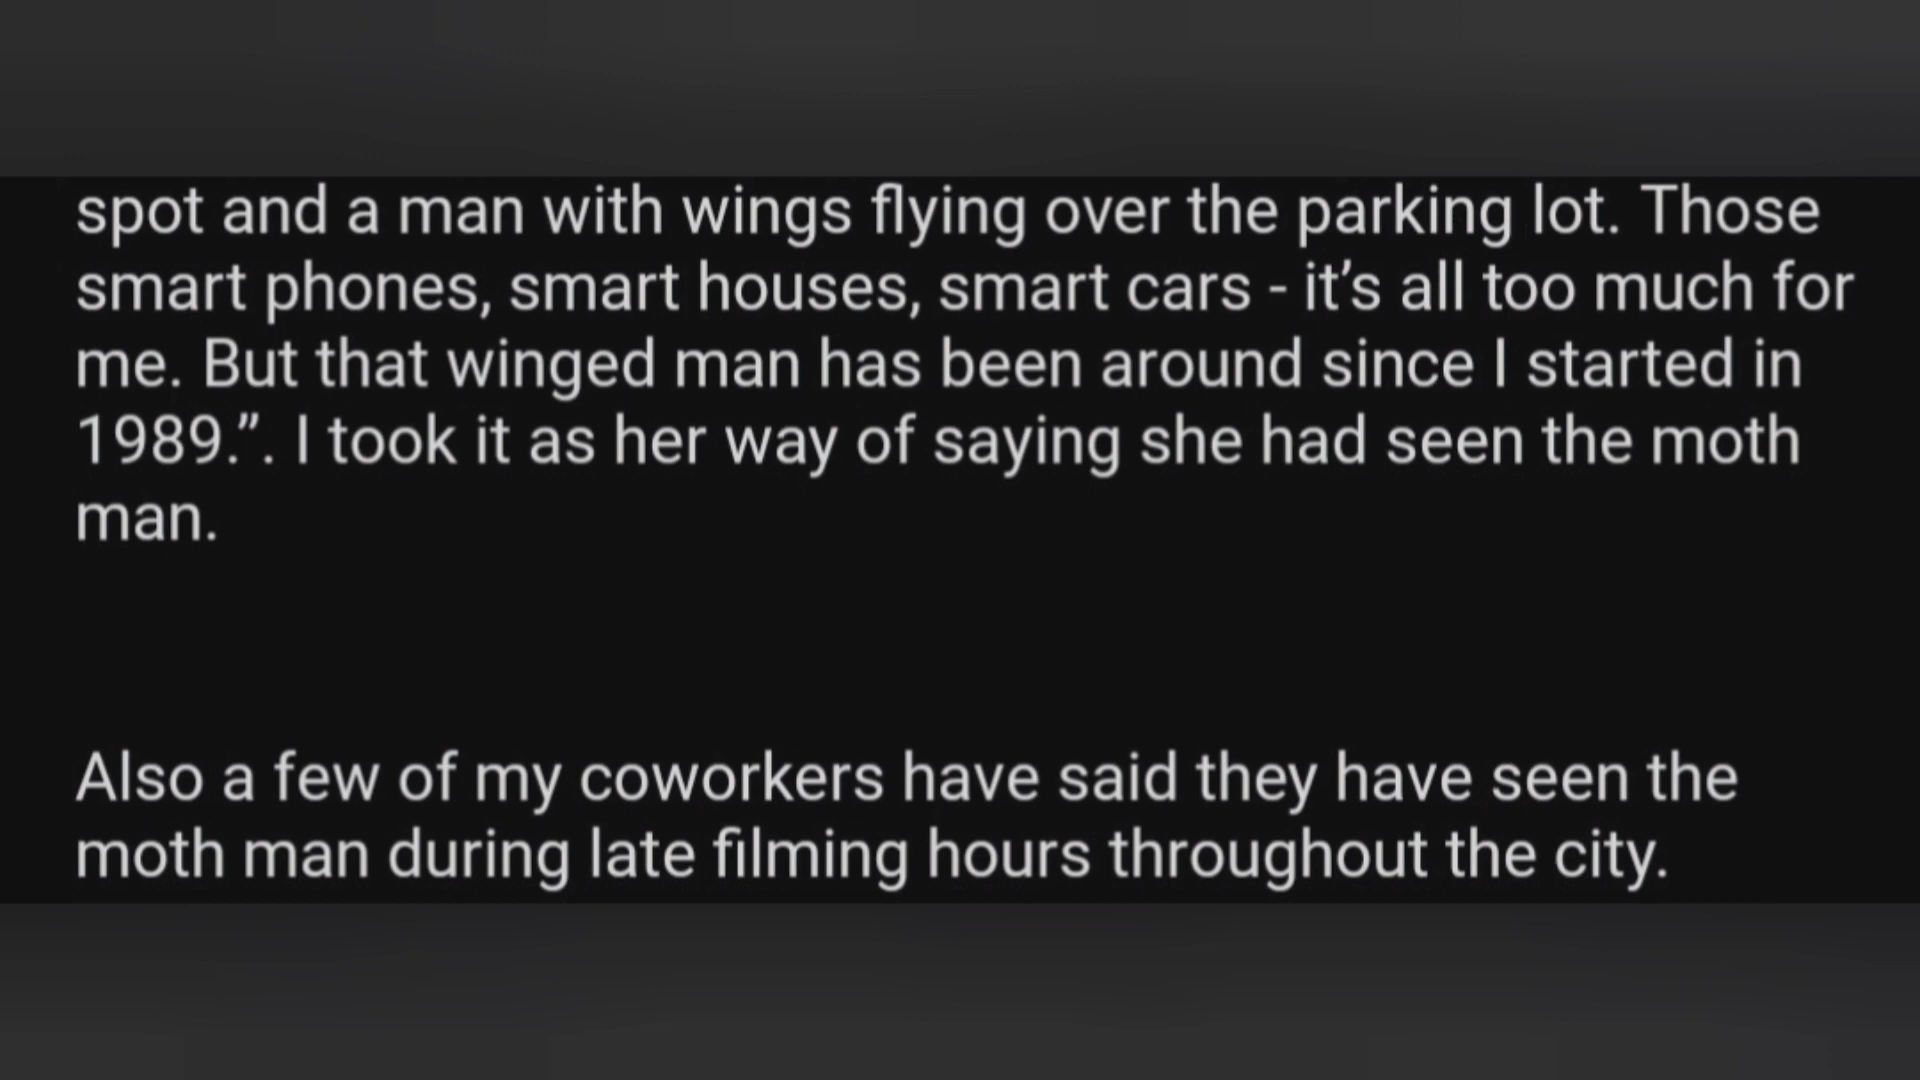 spot and a man with wings flying over the parking lot. Those
smart phones, smart houses, smart cars - it’s all too much for
me. But that winged man has been around since I started in
1989.”. I took it as her way of saying she had seen the moth
man.
Also a few of my coworkers have said they have seen the
moth man during late filming hours throughout the city.